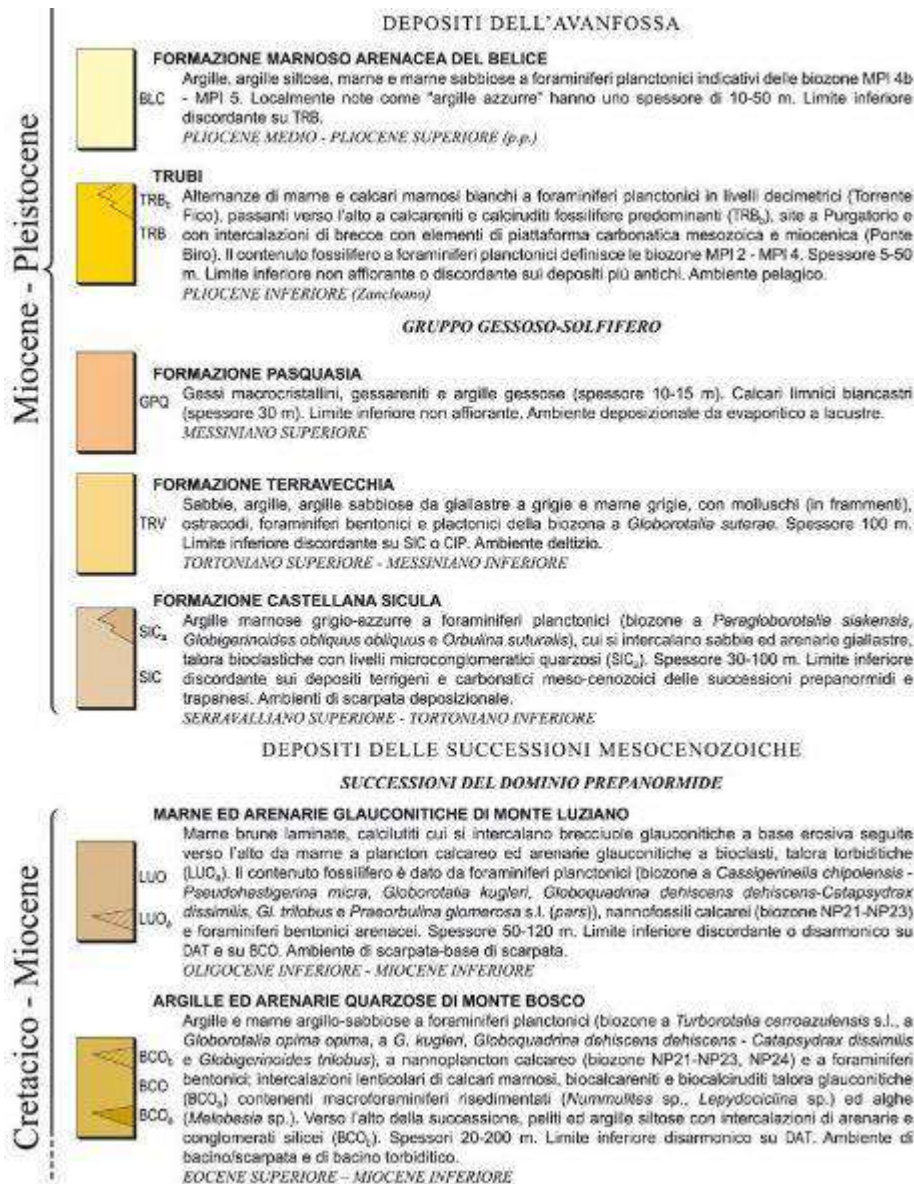 DEPOSITI DELL'AVANFOSSA
FORMAZIONE MARNOSO ARENACEA DEL BELICE
Argille, argille siltose, marne e marne sabbiose a foraminiferi planctonici indicativi delle biozone MPl 4b
BLC
- MPl 5. Localmente note come "argille azzurre" hanno uno spessore di 10-50 m. Limite inferiore
discordante su TRB.
PLIOCENE MEDIO - PLIOCENE SUPERIORE (p.p.)
TRUBI
TRBb
Alternanze di marne e calcari marnosi bianchi a foraminiferi planctonici in livelli decimetrici (Torrente
Fico), passanti verso l'alto a calcareniti e calciruditi fossilifere predominanti (TRBb), site a Purgatorio e
TRB
con intercalazioni di brecce con elementi di piattaforma carbonatica mesozoica e miocenica (Ponte
Biro). Il contenuto fossilifero a foraminiferi planctonici definisce le biozone MPl 2 - MPl 4. Spessore 5-50
m. Limite inferiore non affiorante o discordante sui depositi più antichi. Ambiente pelagico.
PLIOCENE INFERIORE (Zancleano)
Miocene - Pleistocene
GRUPPO GESSOSO-SOLFIFERO
FORMAZIONE PASQUASIA
GPQ
Gessi macrocristallini, gessareniti e argille gessose (spessore 10-15 m). Calcari limnici biancastri
(spessore 30 m). Limite inferiore non affiorante. Ambiente deposizionale da evaporitico a lacustre.
MESSINIANO SUPERIORE
FORMAZIONE TERRAVECCHIA
Sabbie, argille, argille sabbiose da giallastre a grigie e marne grigie, con molluschi (in frammenti),
TRV
ostracodi, foraminiferi bentonici e plactonici della biozona a Globorotalia suterae. Spessore 100 m.
Limite inferiore discordante su SIC o CIP. Ambiente deltizio.
TORTONIANO SUPERIORE - MESSINIANO INFERIORE
FORMAZIONE CASTELLANA SICULA
Argille marnose grigio-azzurre a foraminiferi planctonici (biozone a Paragloborotalia siakensis,
SICa
Globigerinoides obliquus obliquus e Orbulina suturalis), cui si intercalano sabbie ed arenarie giallastre,
talora bioclastiche con livelli microconglomeratici quarzosi (SICa). Spessore 30-100 m. Limite inferiore
SIC
discordante sui depositi terrigeni e carbonatici meso-cenozoici delle successioni prepanormidi e
trapanesi. Ambienti di scarpata deposizionale.
SERRAVALLIANO SUPERIORE - TORTONIANO INFERIORE
DEPOSITI DELLE SUCCESSIONI MESOCENOZOICHE
SUCCESSIONI DEL DOMINIO PREPANORMIDE
MARNE ED ARENARIE GLAUCONITICHE DI MONTE LUZIANO
Marne brune laminate, calcilutiti cui si intercalano brecciuole glauconitiche a base erosiva seguite
verso l'alto da marne a plancton calcareo ed arenarie glauconitiche a bioclasti, talora torbiditiche
LUO
(LUOa). Il contenuto fossilifero è dato da foraminiferi planctonici (biozone a Cassigerinella chipolensis -
Pseudohastigerina micra, Globorotalia kugleri, Globoquadrina dehiscens dehiscens-Catapsydrax
LUOa
dissimilis, Gl. trilobus e Praeorbulina glomerosa s.l. (pars)), nannofossili calcarei (biozone NP21-NP23)
e foraminiferi bentonici arenacei. Spessore 50-120 m. Limite inferiore discordante o disarmonico su
DAT e su BCO. Ambiente di scarpata-base di scarpata.
OLIGOCENE INFERIORE - MIOCENE INFERIORE
Cretacico - Miocene
ARGILLE ED ARENARIE QUARZOSE DI MONTE BOSCO
Argille e marne argillo-sabbiose a foraminiferi planctonici (biozone a Turborotalia cerroazulensis s.l., a
Globorotalia opima opima, a G. kugleri, Globoquadrina dehiscens dehiscens - Catapsydrax dissimilis
BCOb
e Globigerinoides trilobus), a nannoplancton calcareo (biozone NP21-NP23, NP24) e a foraminiferi
BCO
bentonici; intercalazioni lenticolari di calcari marnosi, biocalcareniti e biocalciruditi talora glauconitiche
(BCOa) contenenti macroforaminiferi risedimentati (Nummulites sp., Lepydociclina sp.) ed alghe
BCOa
(Melobesia sp.). Verso l'alto della successione, peliti ed argille siltose con intercalazioni di arenarie e
conglomerati silicei (BCOb). Spessori 20-200 m. Limite inferiore disarmonico su DAT. Ambiente di
bacino/scarpata e di bacino torbiditico.
EOCENE SUPERIORE – MIOCENE INFERIORE